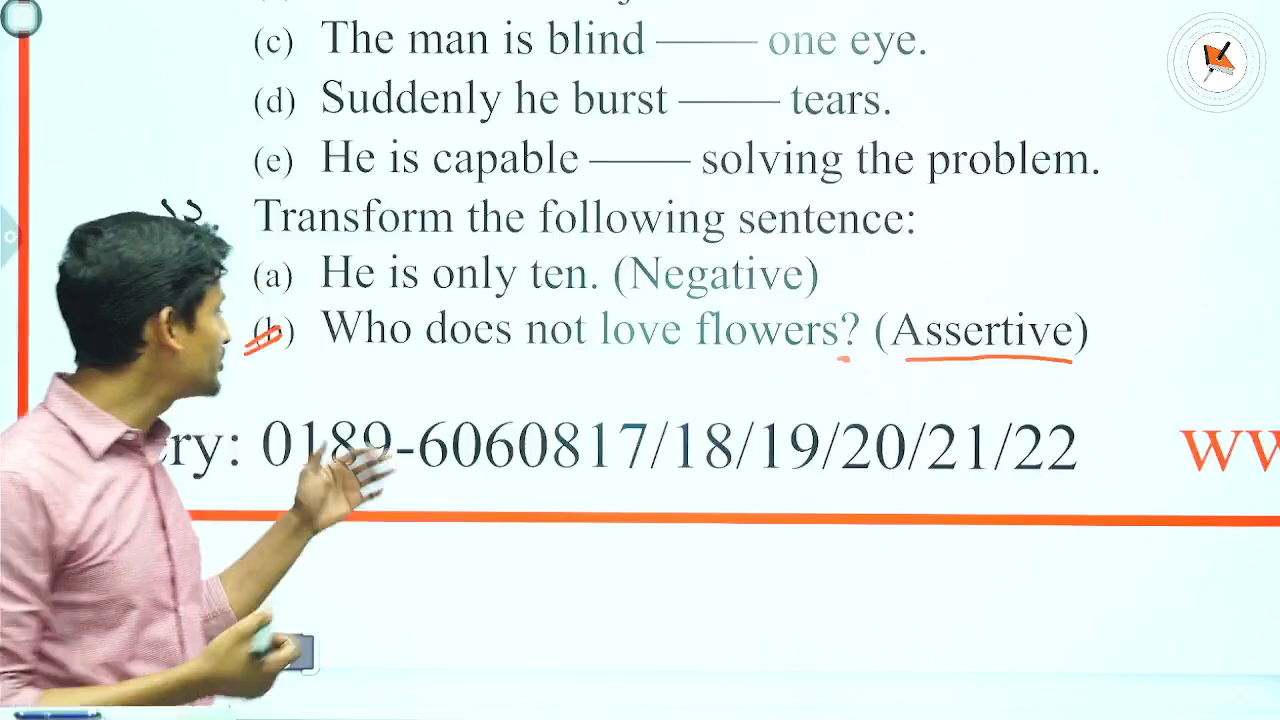 (c) The man is blind ——— one eye.
(d) Suddenly he burst ——— tears.
(e) He is capable ——— solving the problem.
Transform the following sentence:
(a) He is only ten. (Negative)
(b) Who does not love flowers? (Assertive)
ry: 0189-6060817/18/19/20/21/22